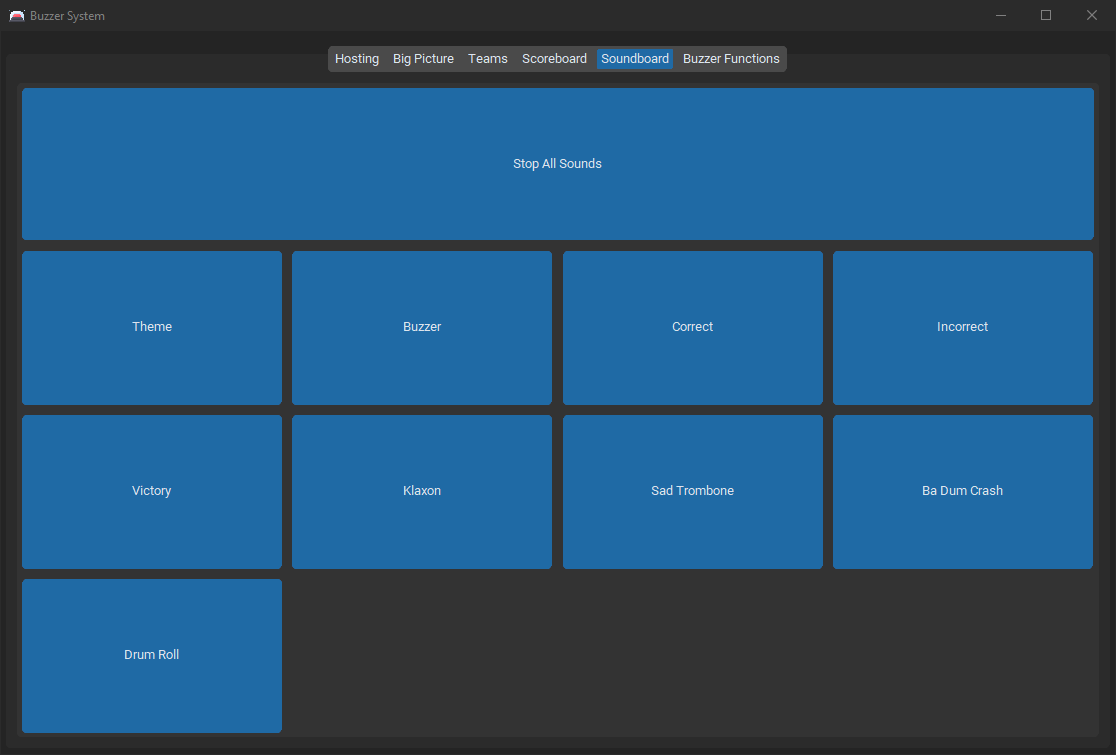 Buzzer System
Hosting Big Picture Teams Scoreboard Soundboard Buzzer Functions
Stop All Sounds
Theme Buzzer Correct Incorrect
Victory Klaxon Sad Trombone Ba Dum Crash
Drum Roll